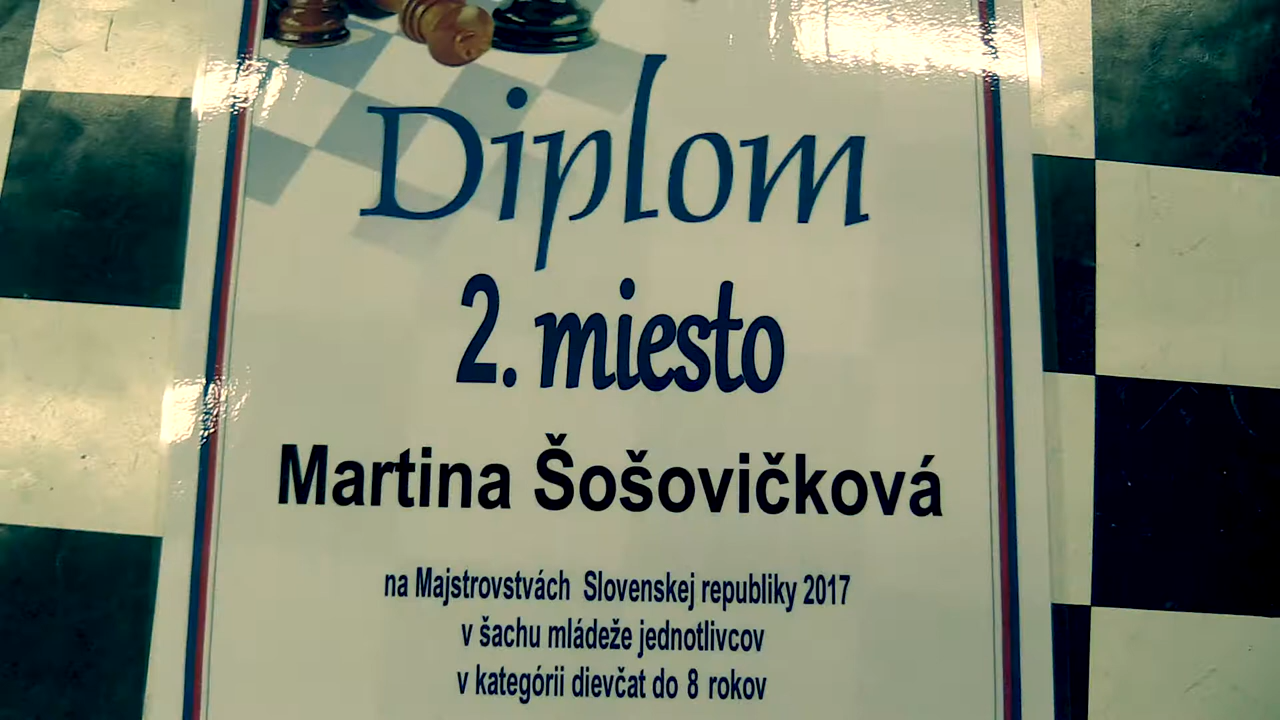 Diplom
2. miesto
Martina Šošovičková
na Majstrovstvách Slovenskej republiky 2017
v šachu mládeže jednotlivcov
v kategórii dievčat do 8 rokov